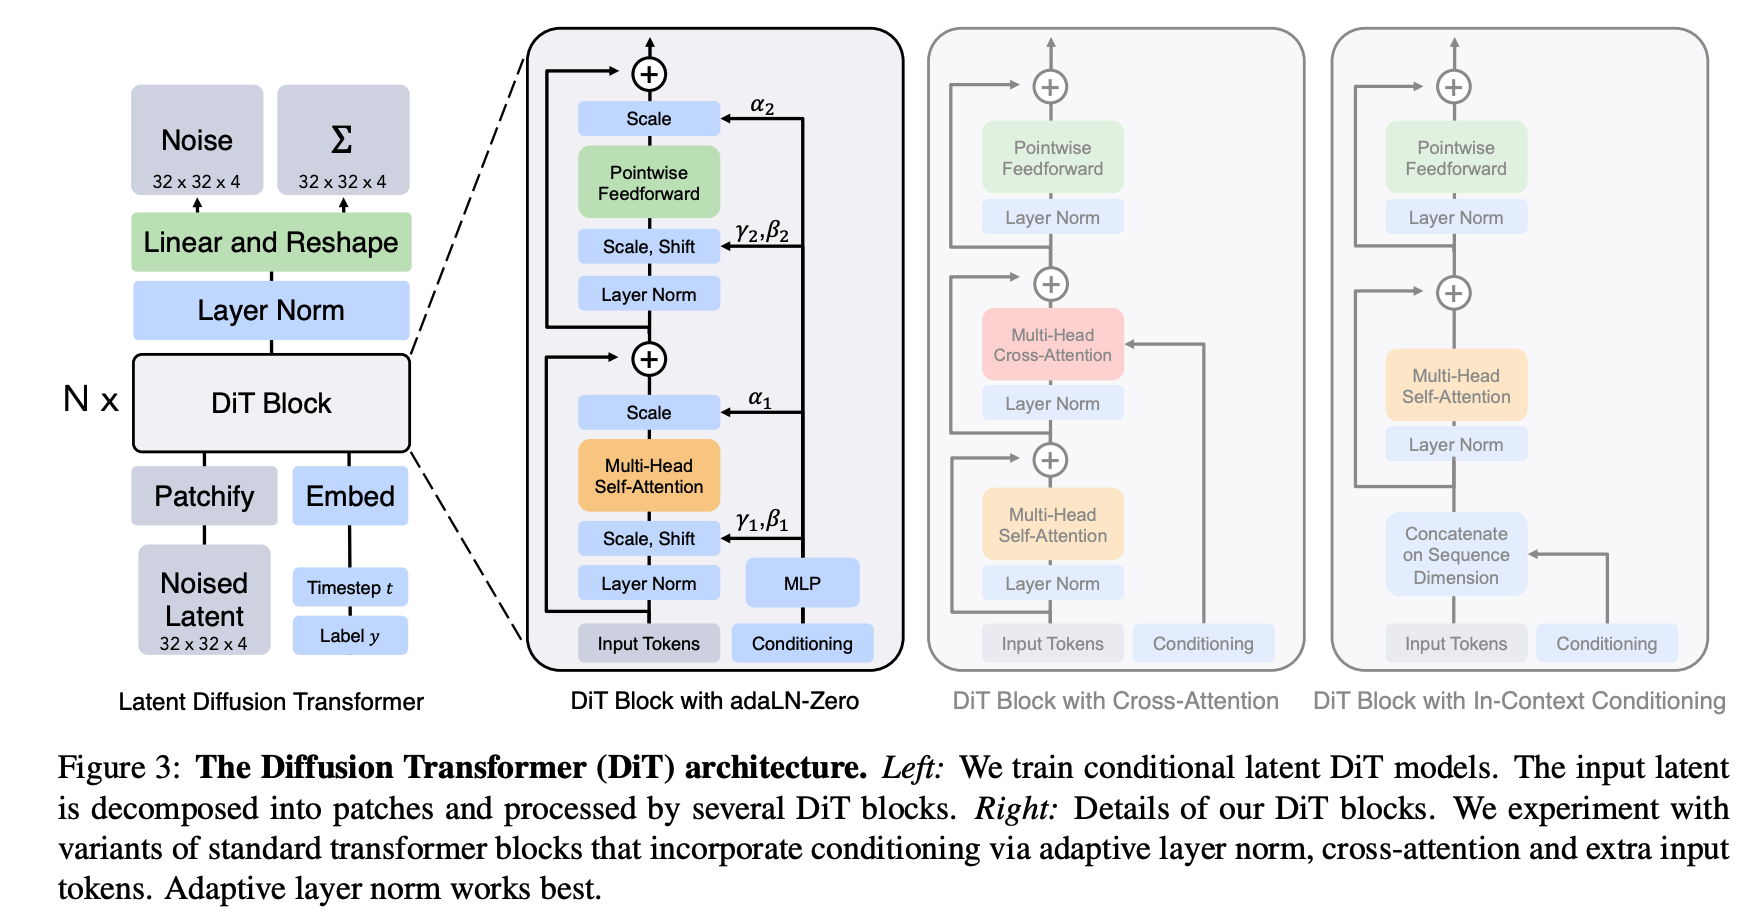 Noise
32 x 32 x 4
Σ
32 x 32 x 4
Linear and Reshape
Layer Norm
N x
DiT Block
Patchify
Embed
Noised
Latent
32 x 32 x 4
Timestep t
Label y
Latent Diffusion Transformer
Scale
α₂
Pointwise
Feedforward
Scale, Shift
γ₂,β₂
Layer Norm
Scale
α₁
Multi-Head
Self-Attention
Scale, Shift
γ₁,β₁
Layer Norm
MLP
Input Tokens
Conditioning
DiT Block with adaLN-Zero
Pointwise
Feedforward
Layer Norm
Multi-Head
Cross-Attention
Layer Norm
Multi-Head
Self-Attention
Layer Norm
Input Tokens
Conditioning
DiT Block with Cross-Attention
Pointwise
Feedforward
Layer Norm
Multi-Head
Self-Attention
Layer Norm
Concatenate
on Sequence
Dimension
Input Tokens
Conditioning
DiT Block with In-Context Conditioning
Figure 3: The Diffusion Transformer (DiT) architecture. Left: We train conditional latent DiT models. The input latent
is decomposed into patches and processed by several DiT blocks. Right: Details of our DiT blocks. We experiment with
variants of standard transformer blocks that incorporate conditioning via adaptive layer norm, cross-attention and extra input
tokens. Adaptive layer norm works best.